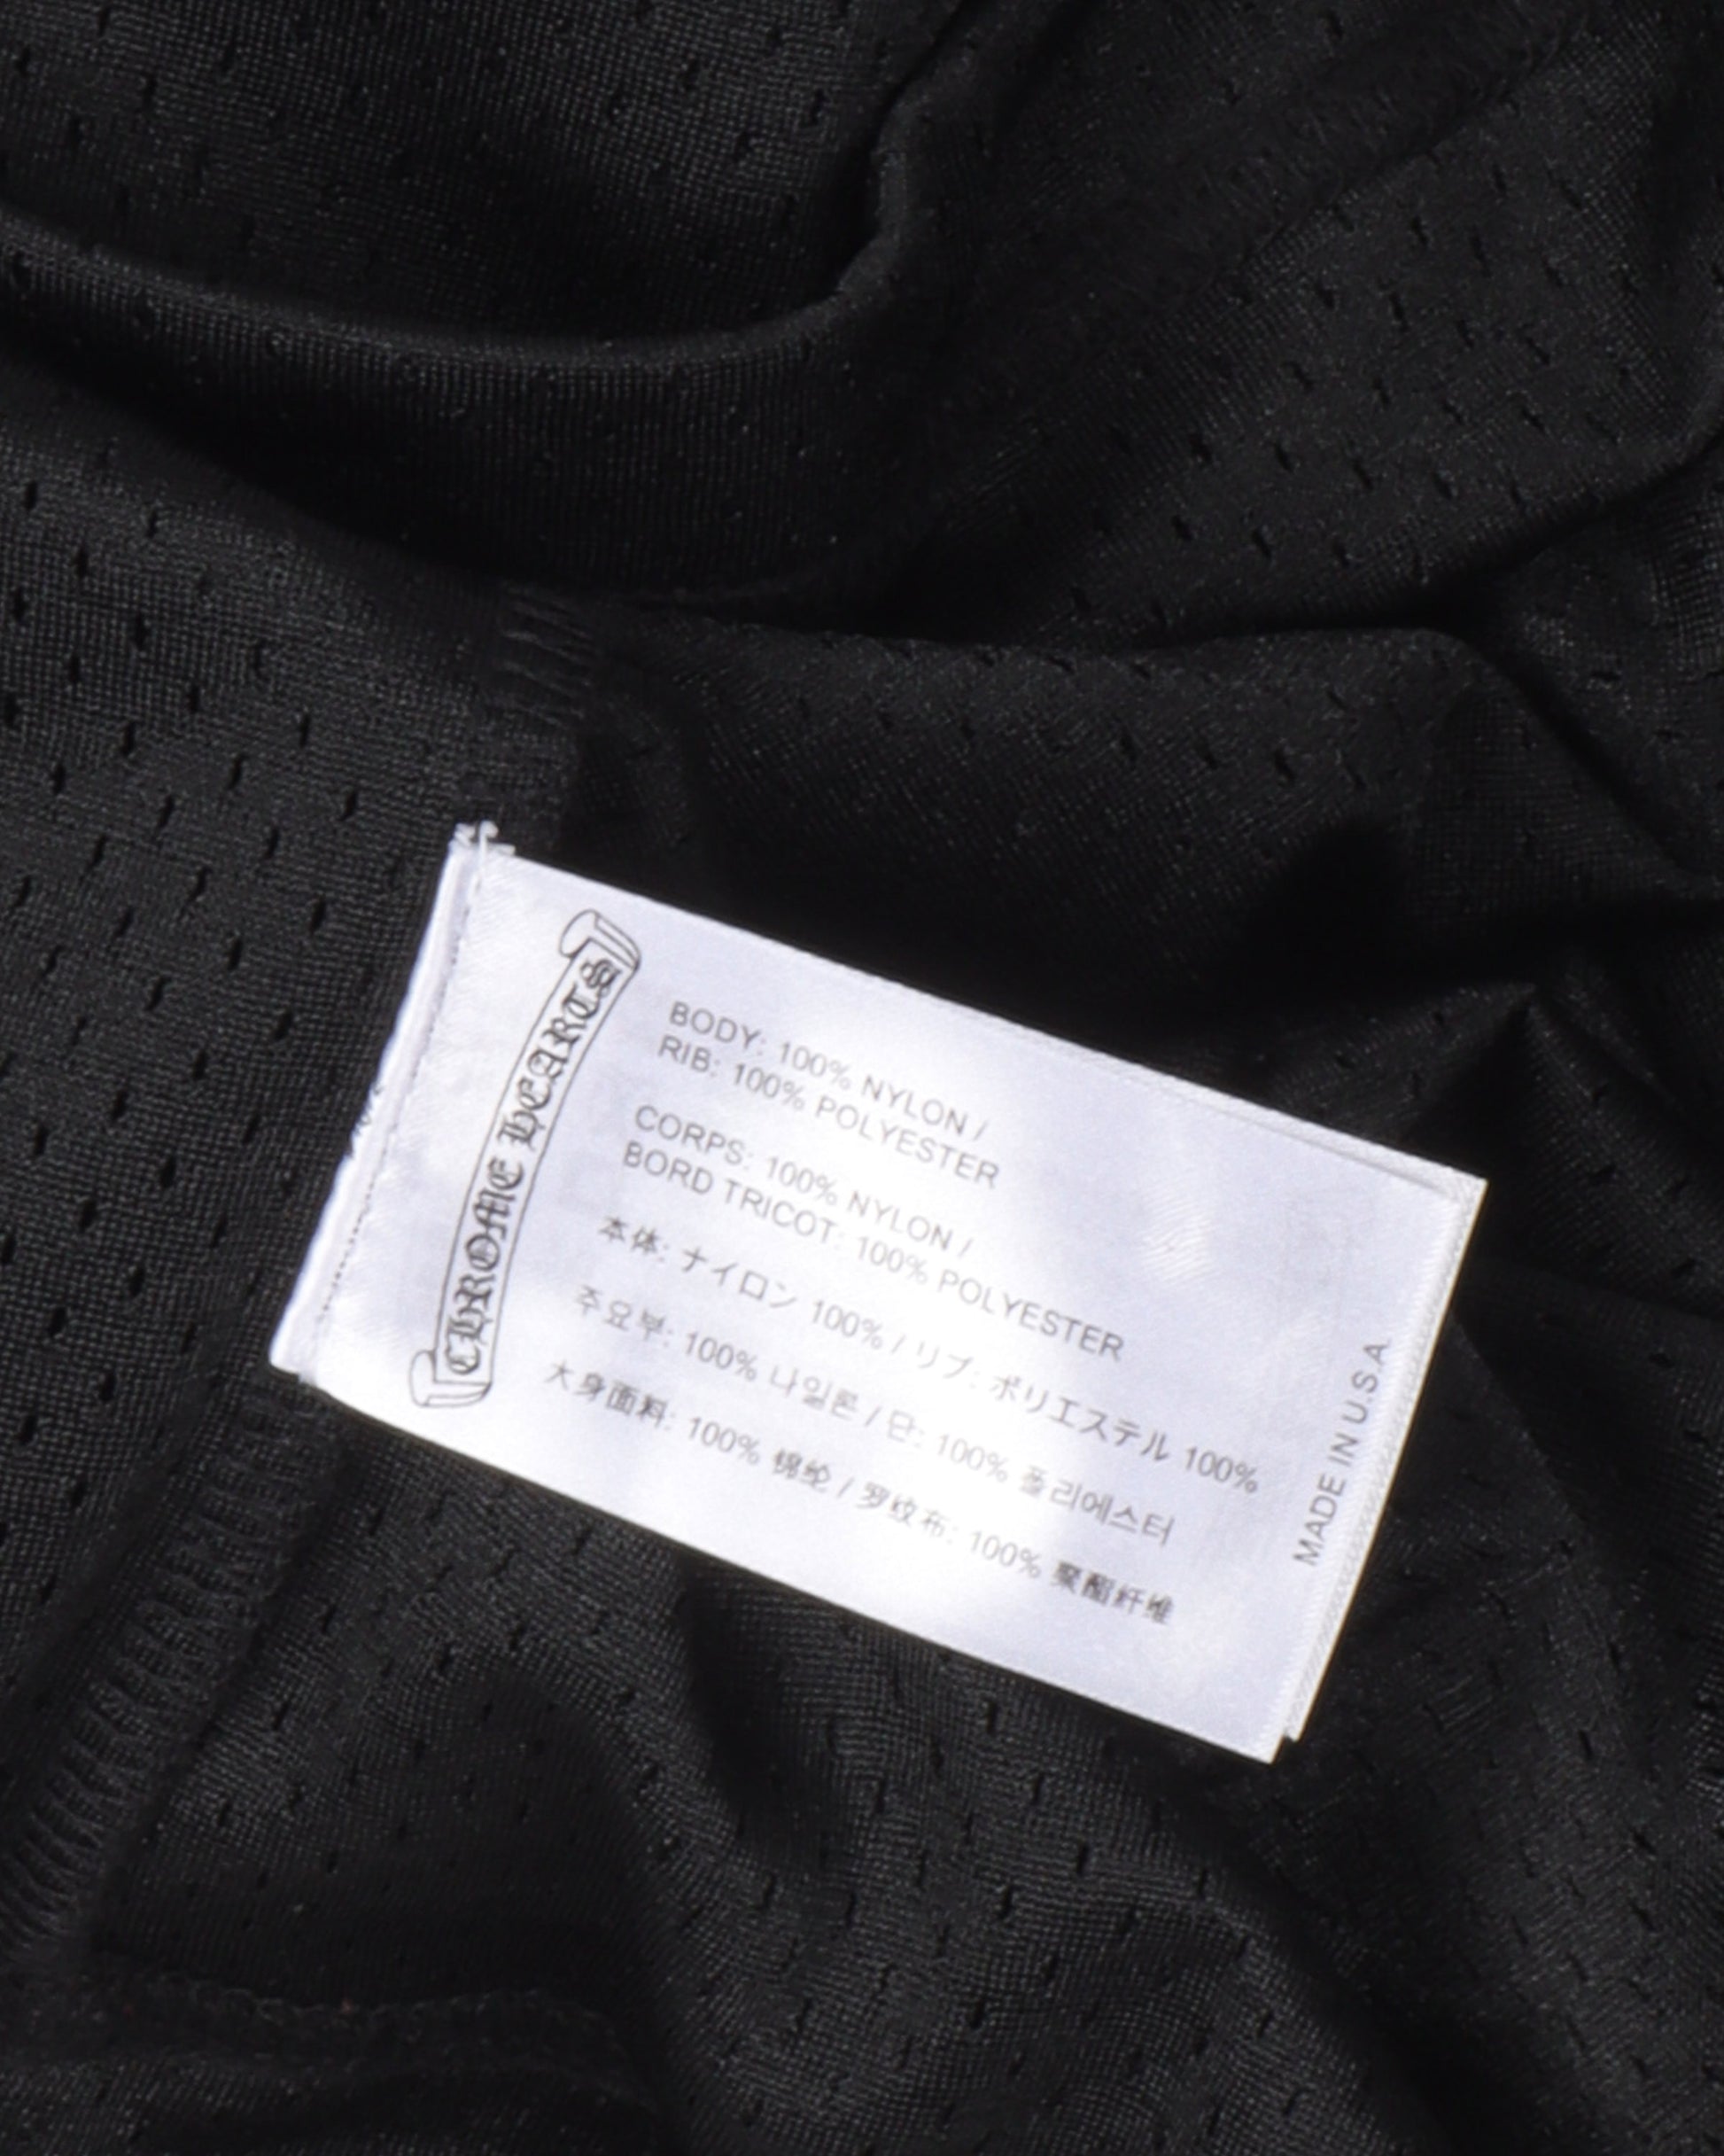 CHROME HEARTS
BODY: 100% NYLON /
RIB: 100% POLYESTER
CORPS: 100% NYLON /
BORD TRICOT: 100% POLYESTER
本体: ナイロン 100% / リブ: ポリエステル 100%
주요부: 100% 나일론 / 단: 100% 폴리에스터
大身面料: 100% 锦纶 / 罗纹布: 100% 聚酯纤维
MADE IN U.S.A.